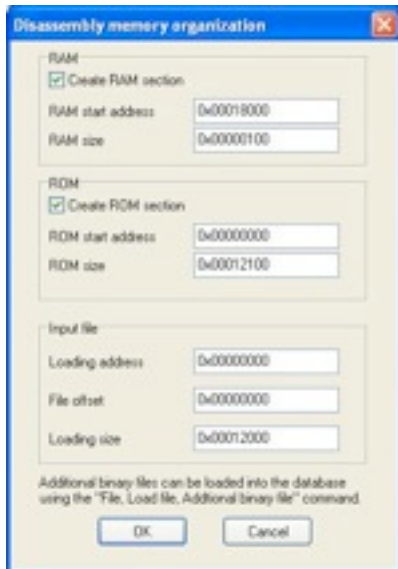 Disassembly memory organization
RAM
Create RAM section
RAM start address 0x00018000
RAM size 0x00000100
ROM
Create ROM section
ROM start address 0x00000000
ROM size 0x00012100
Input file
Loading address 0x00000000
File offset 0x00000000
Loading size 0x00012000
Additional binary files can be loaded into the database
using the "File, Load file, Addtional binary file" command.
OK Cancel